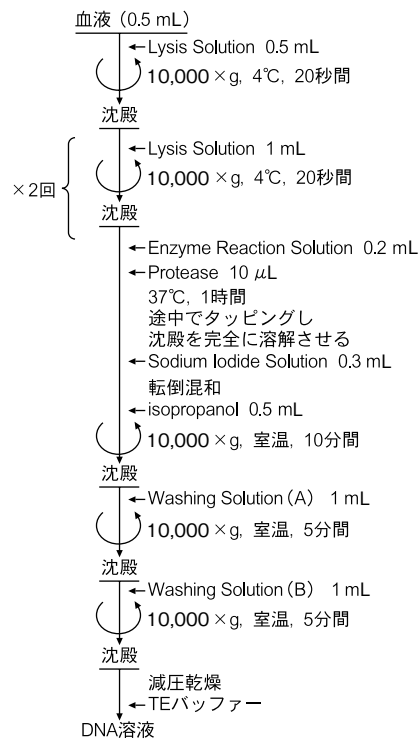 血液（0.5 mL）
Lysis Solution 0.5 mL
10,000×g, 4℃, 20秒間
沈殿
Lysis Solution 1 mL
×2回
10,000×g, 4℃, 20秒間
沈殿
Enzyme Reaction Solution 0.2 mL
Protease 10 μL
37℃, 1時間
途中でタッピングし
沈殿を完全に溶解させる
Sodium Iodide Solution 0.3 mL
転倒混和
isopropanol 0.5 mL
10,000×g, 室温, 10分間
沈殿
Washing Solution（A） 1 mL
10,000×g, 室温, 5分間
沈殿
Washing Solution（B） 1 mL
10,000×g, 室温, 5分間
沈殿
減圧乾燥
TEバッファー
DNA溶液